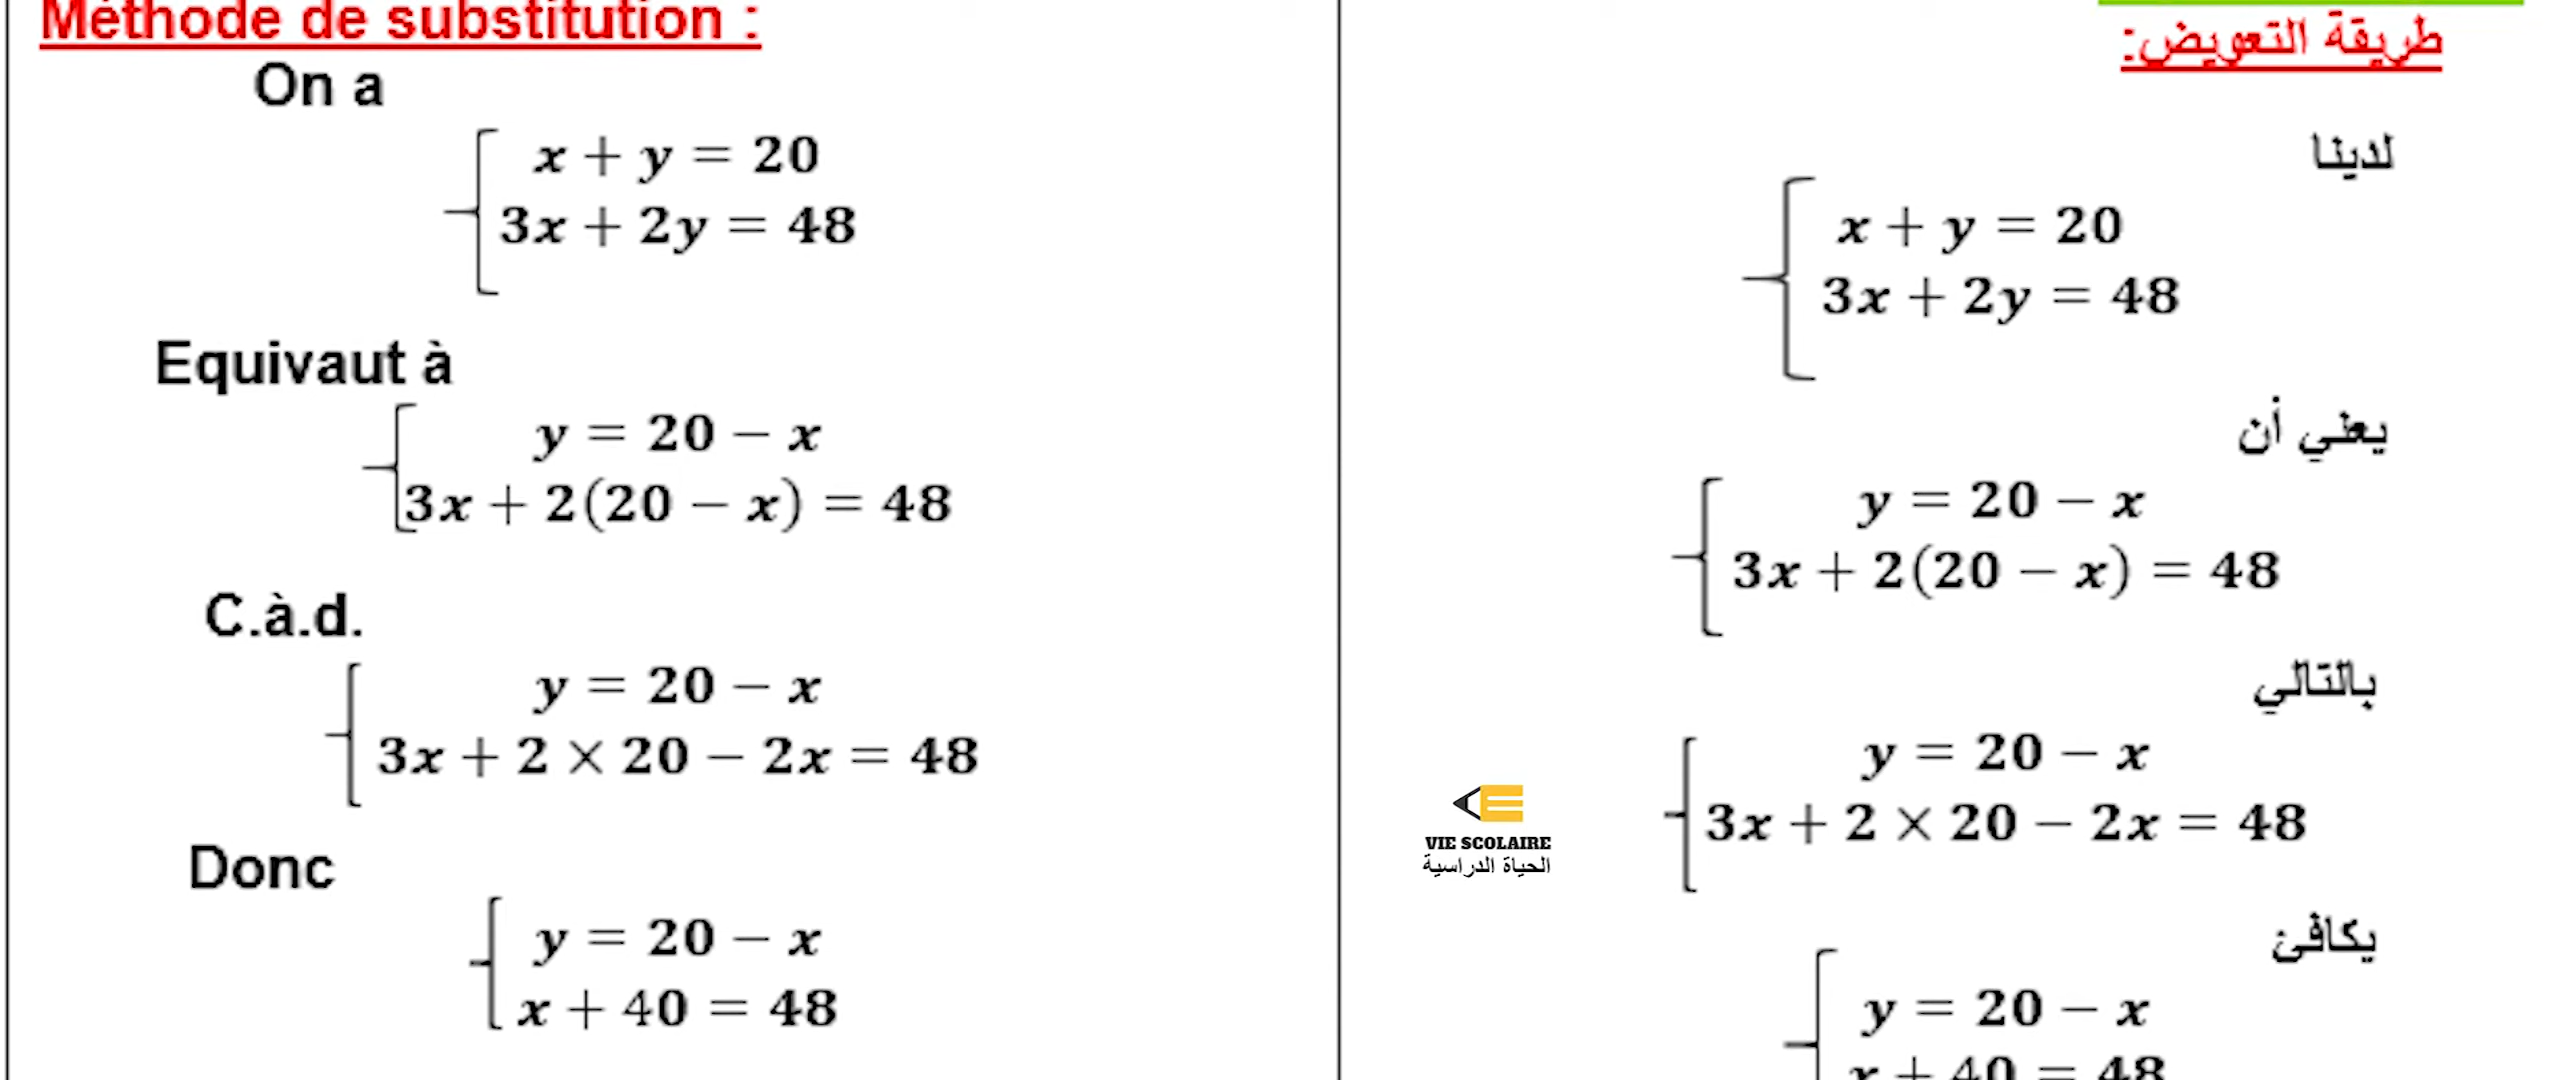 Méthode de substitution :
On a
x + y = 20
3x + 2y = 48
Equivaut à
y = 20 − x
3x + 2(20 − x) = 48
C.à.d.
y = 20 − x
3x + 2 × 20 − 2x = 48
Donc
y = 20 − x
x + 40 = 48
طريقة التعويض:
لدينا
x + y = 20
3x + 2y = 48
يعني أن
y = 20 − x
3x + 2(20 − x) = 48
بالتالي
y = 20 − x
3x + 2 × 20 − 2x = 48
يكافئ
y = 20 − x
x + 40 = 48
VIE SCOLAIRE
الحياة الدراسية